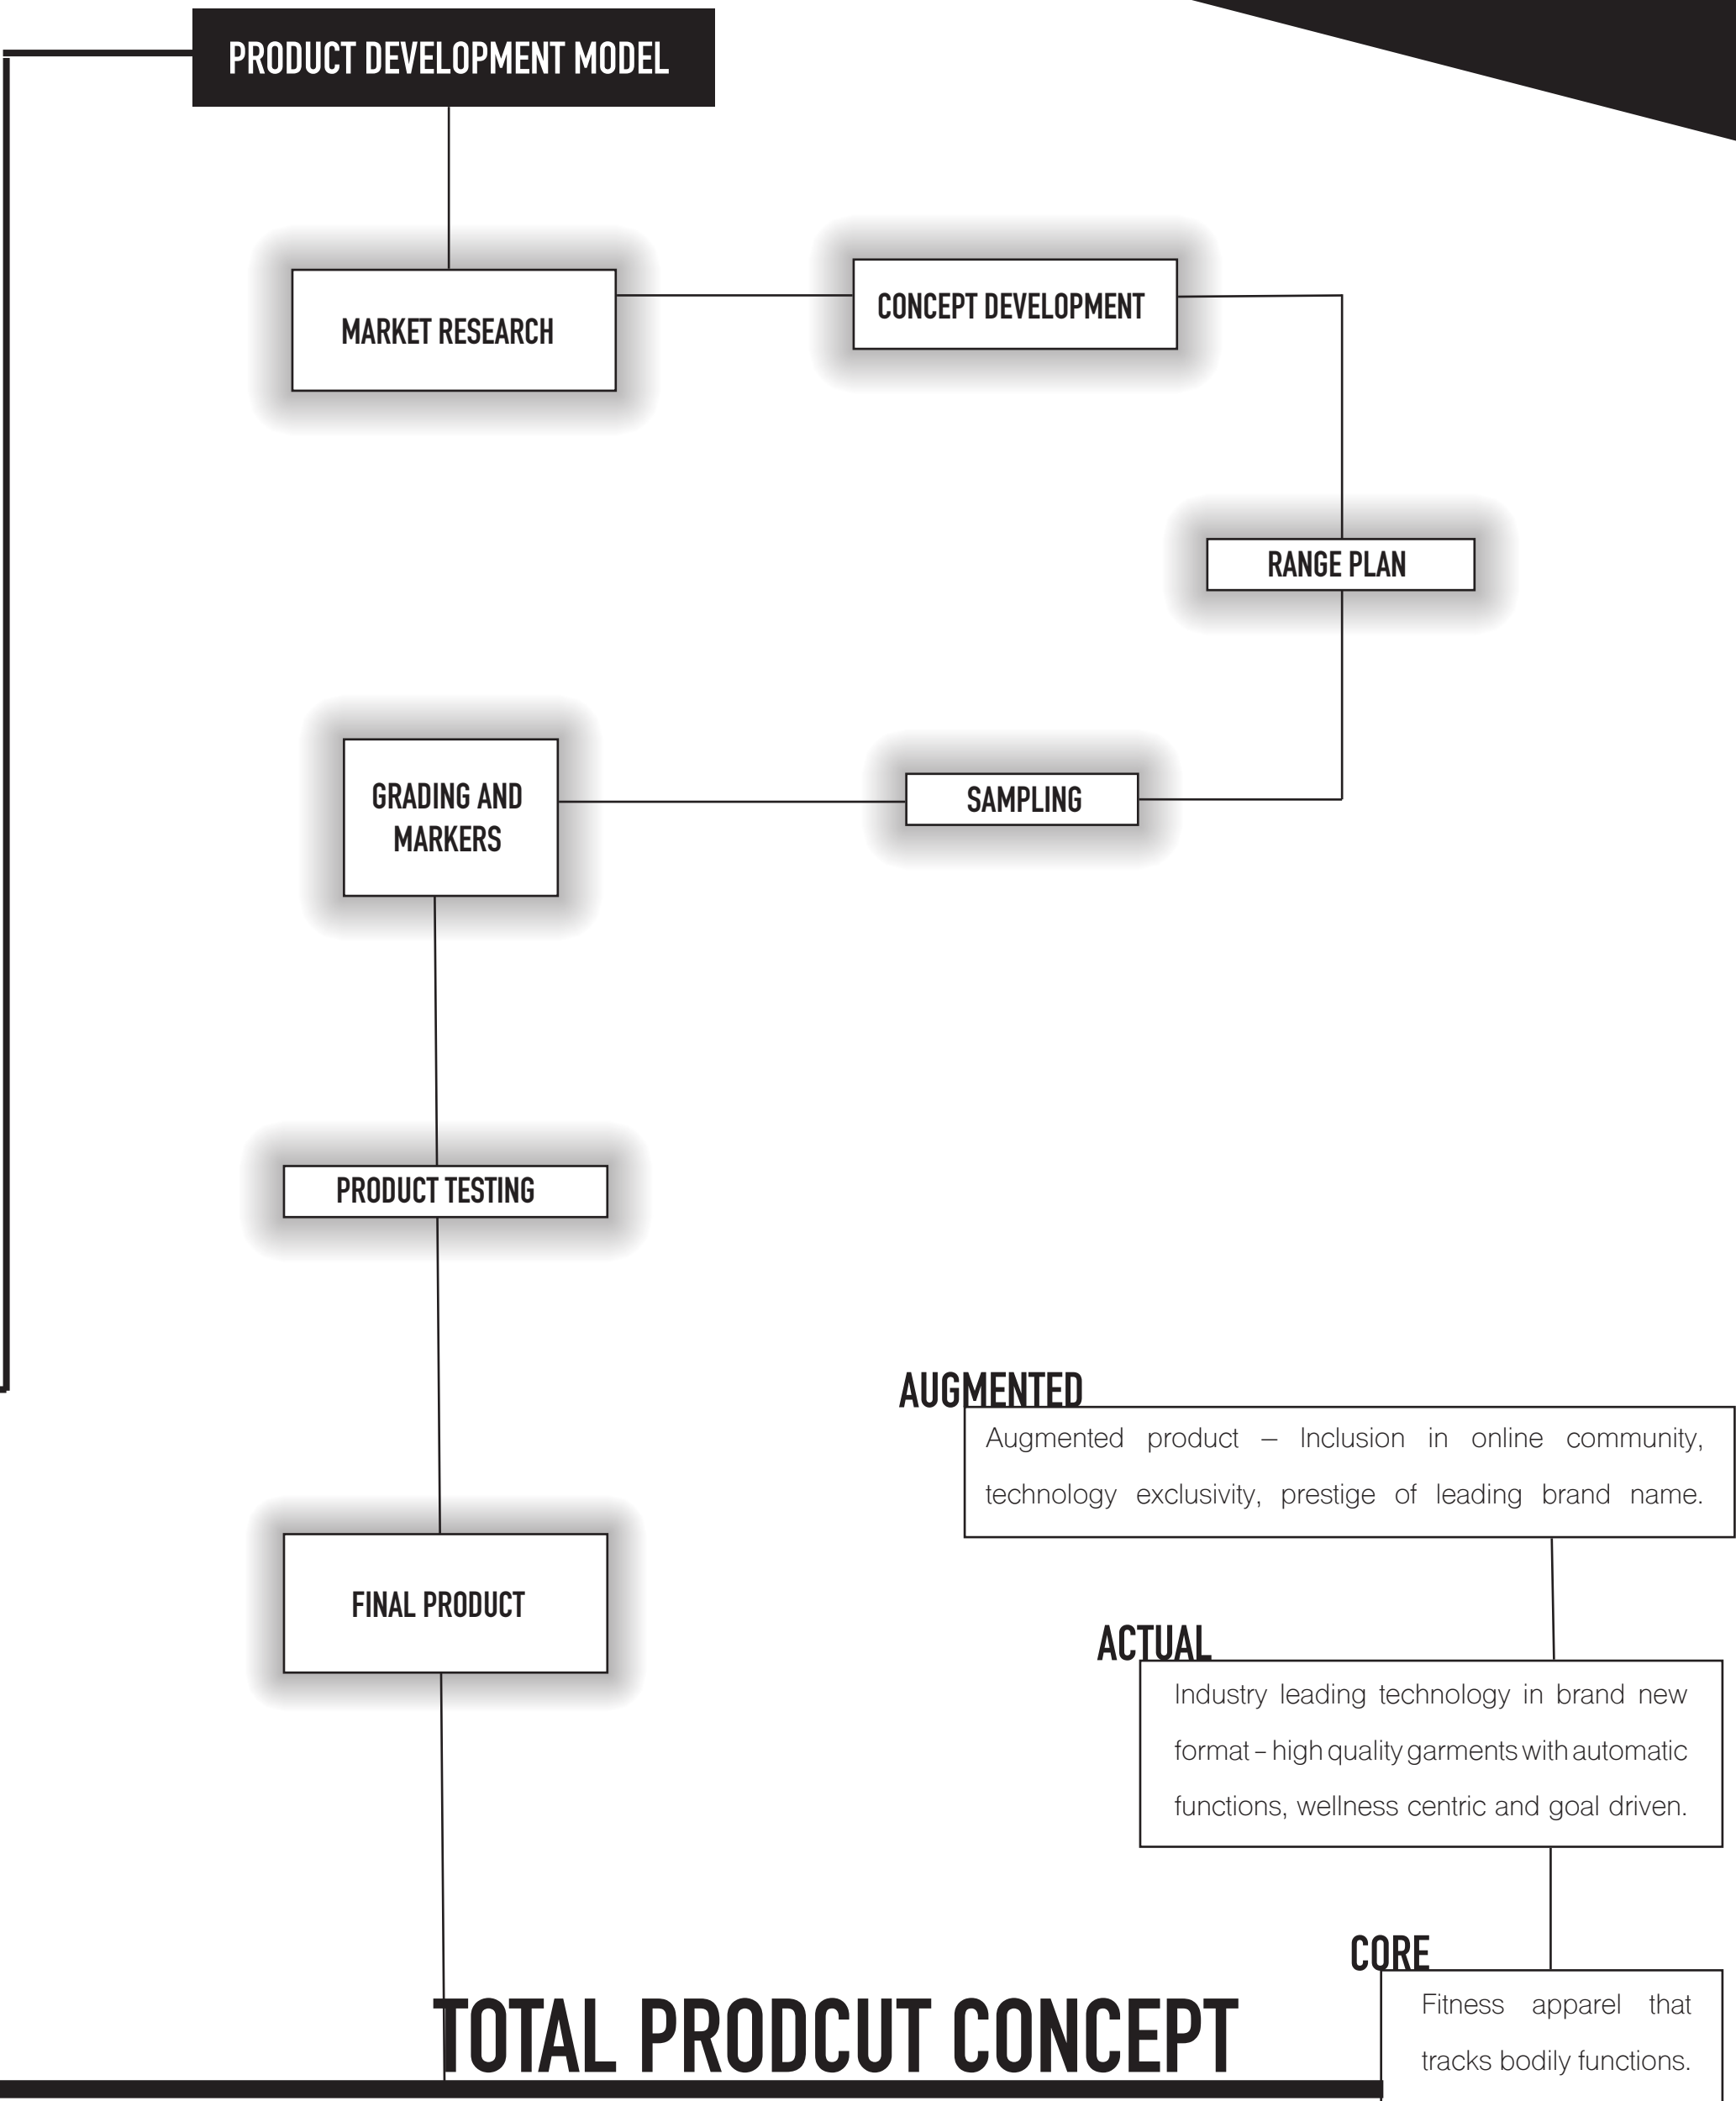 PRODUCT DEVELOPMENT MODEL
MARKET RESEARCH
CONCEPT DEVELOPMENT
RANGE PLAN
SAMPLING
GRADING AND
MARKERS
PRODUCT TESTING
FINAL PRODUCT
AUGMENTED
Augmented product – Inclusion in online community,
technology exclusivity, prestige of leading brand name.
ACTUAL
Industry leading technology in brand new
format – high quality garments with automatic
functions, wellness centric and goal driven.
CORE
Fitness apparel that
tracks bodily functions.
TOTAL PRODCUT CONCEPT